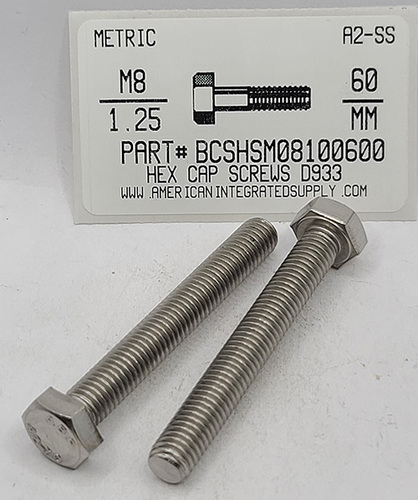 METRIC A2-SS
M8 60
1.25 MM
PART# BCSHSM08100600
HEX CAP SCREWS D933
WWW.AMERICANINTEGRATEDSUPPLY.COM